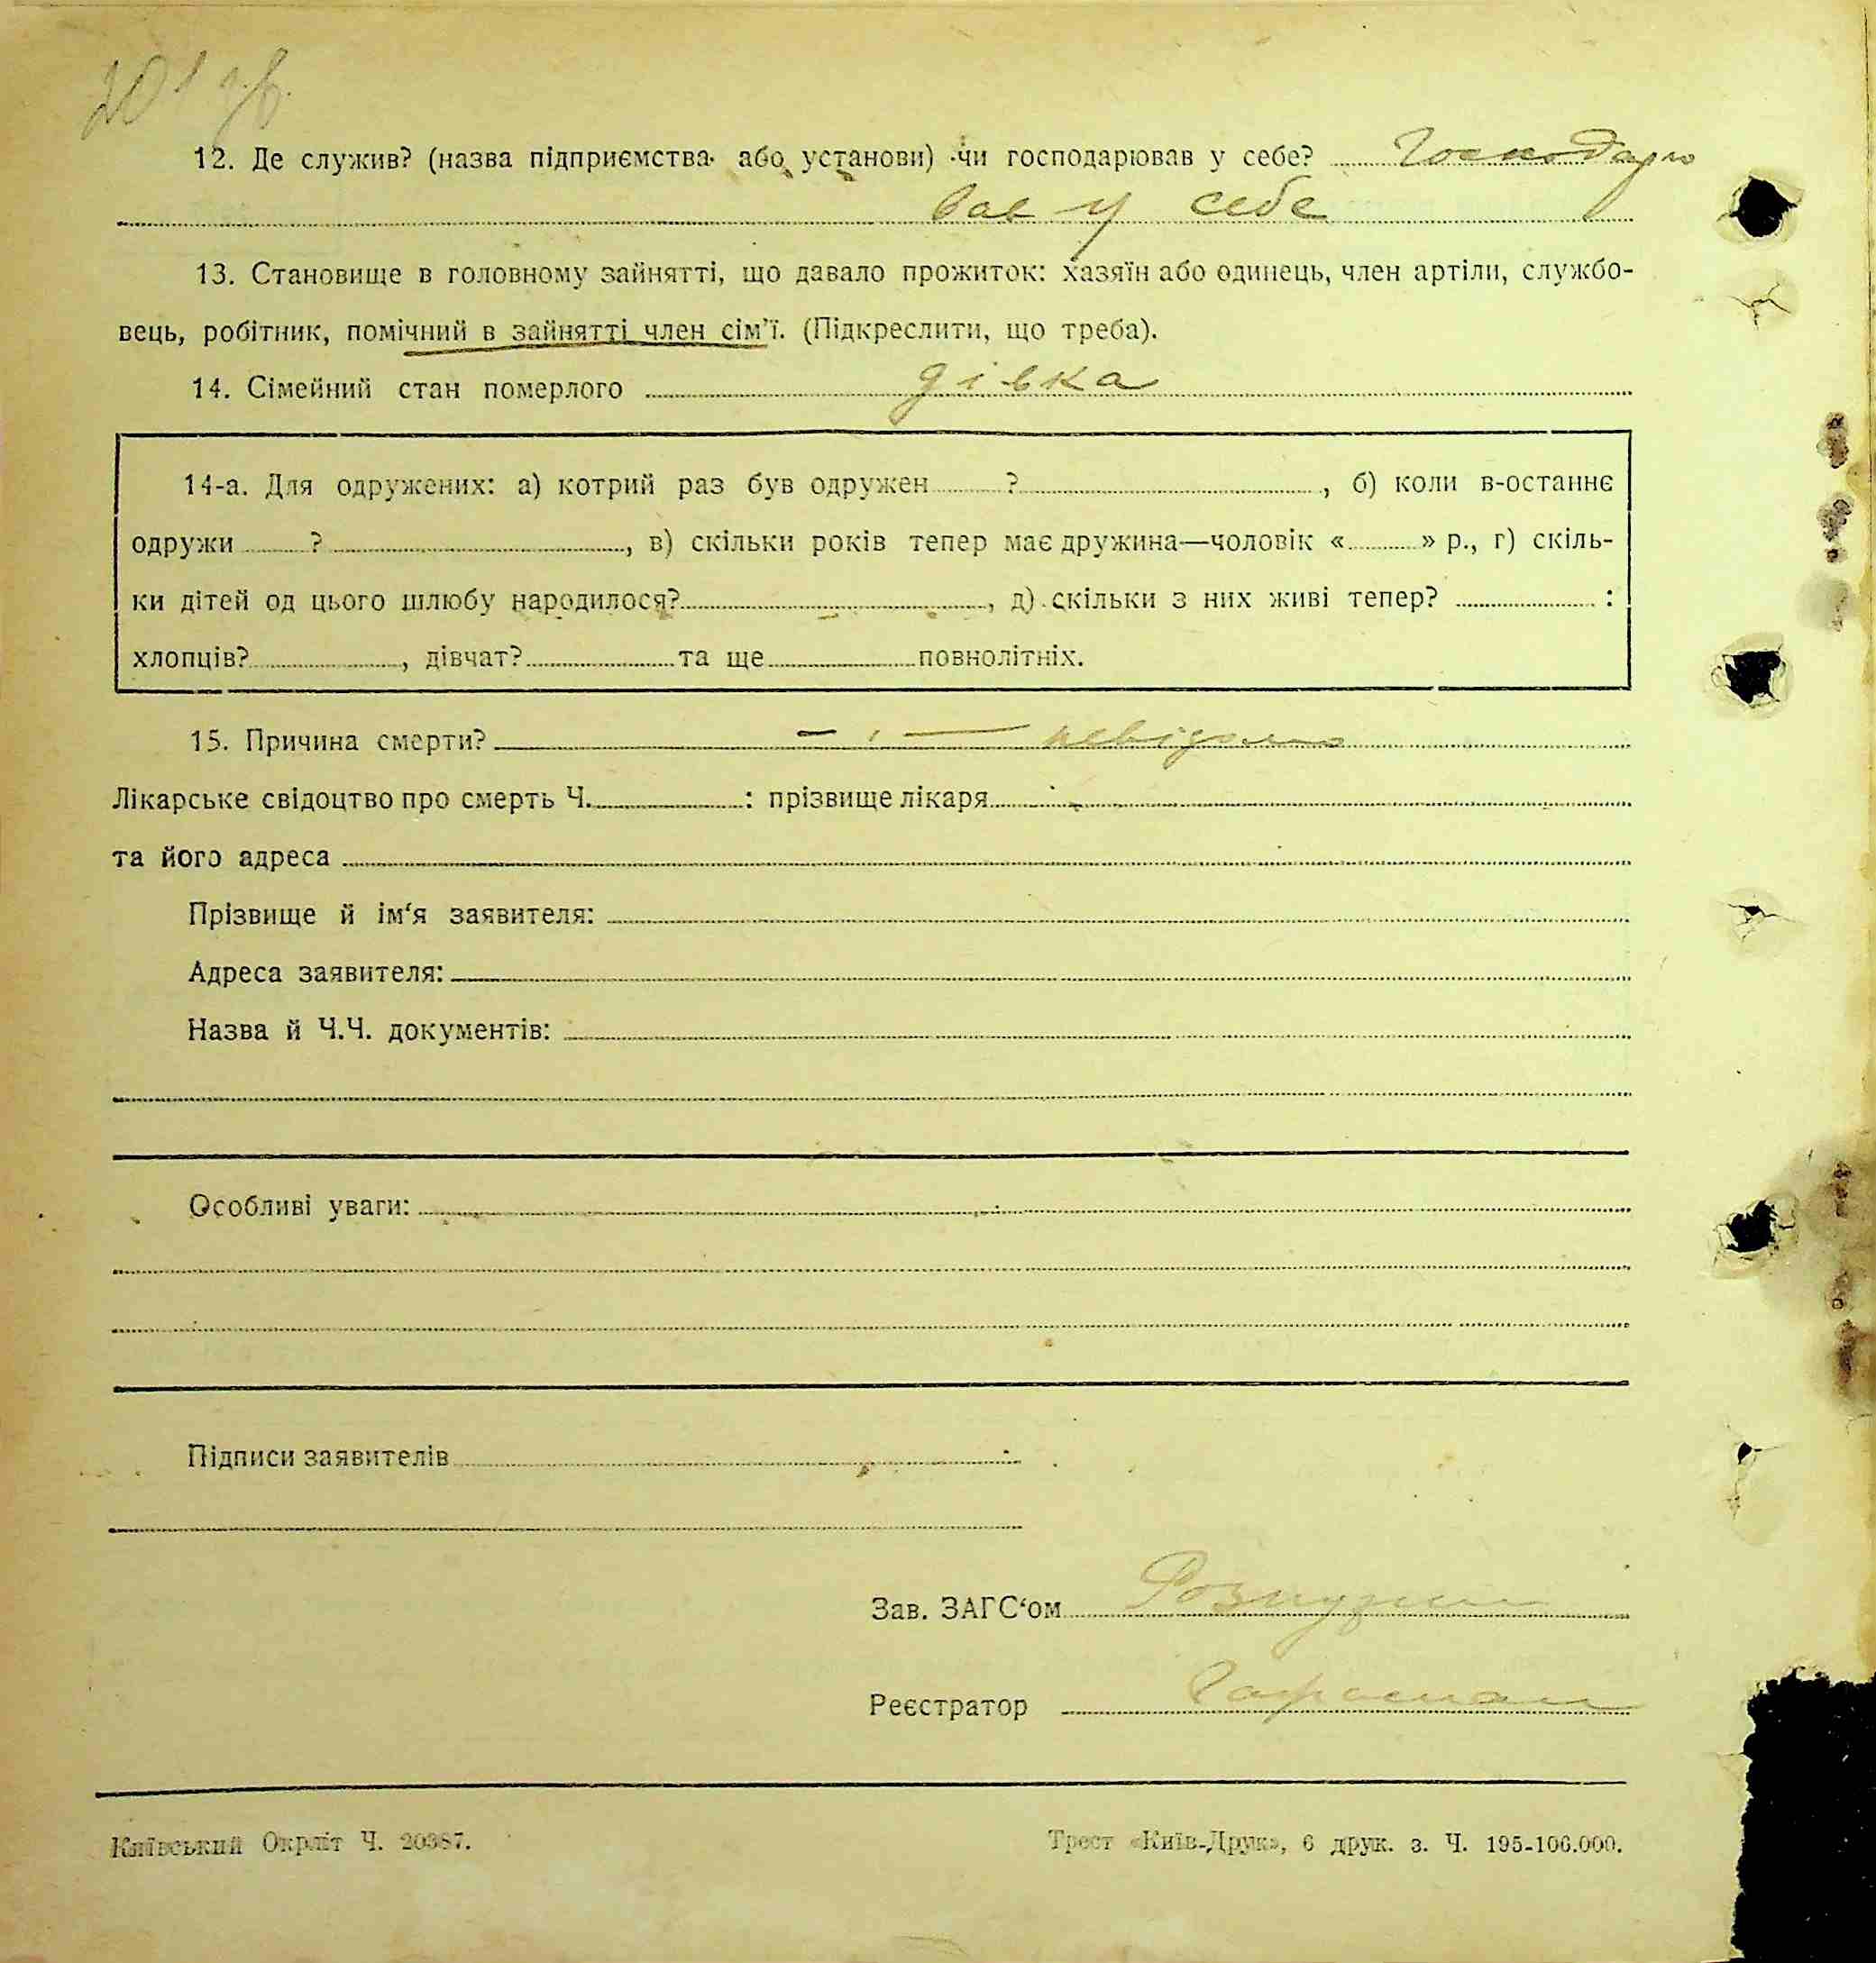 201 зв.
12. Де служив? (назва підприємства або установи) чи господарював у себе? Господарю
вав у себе
13. Становище в головному зайнятті, що давало прожиток: хазяїн або одинець, член артіли, службо-
вець, робітник, помічний в зайнятті член сім'ї. (Підкреслити, що треба).
14. Сімейний стан померлого дівка
14-а. Для одружених: а) котрий раз був одружен ? , б) коли в-останнє
одружи ? , в) скільки років тепер має дружина—чоловік « » р., г) скіль-
ки дітей од цього шлюбу народилося? , д) скільки з них живі тепер? :
хлопців? , дівчат? та ще повнолітніх.
15. Причина смерти? — " — невідомо
Лікарське свідоцтво про смерть Ч. : прізвище лікаря
та його адреса
Прізвище й ім'я заявителя:
Адреса заявителя:
Назва й Ч.Ч. документів:
Особливі уваги:
Підписи заявителів
Зав. ЗАГС'ом
Реєстратор
Київський Окрліт Ч. 20387.
Трест «Київ-Друк», 6 друк. з. Ч. 195-106.000.